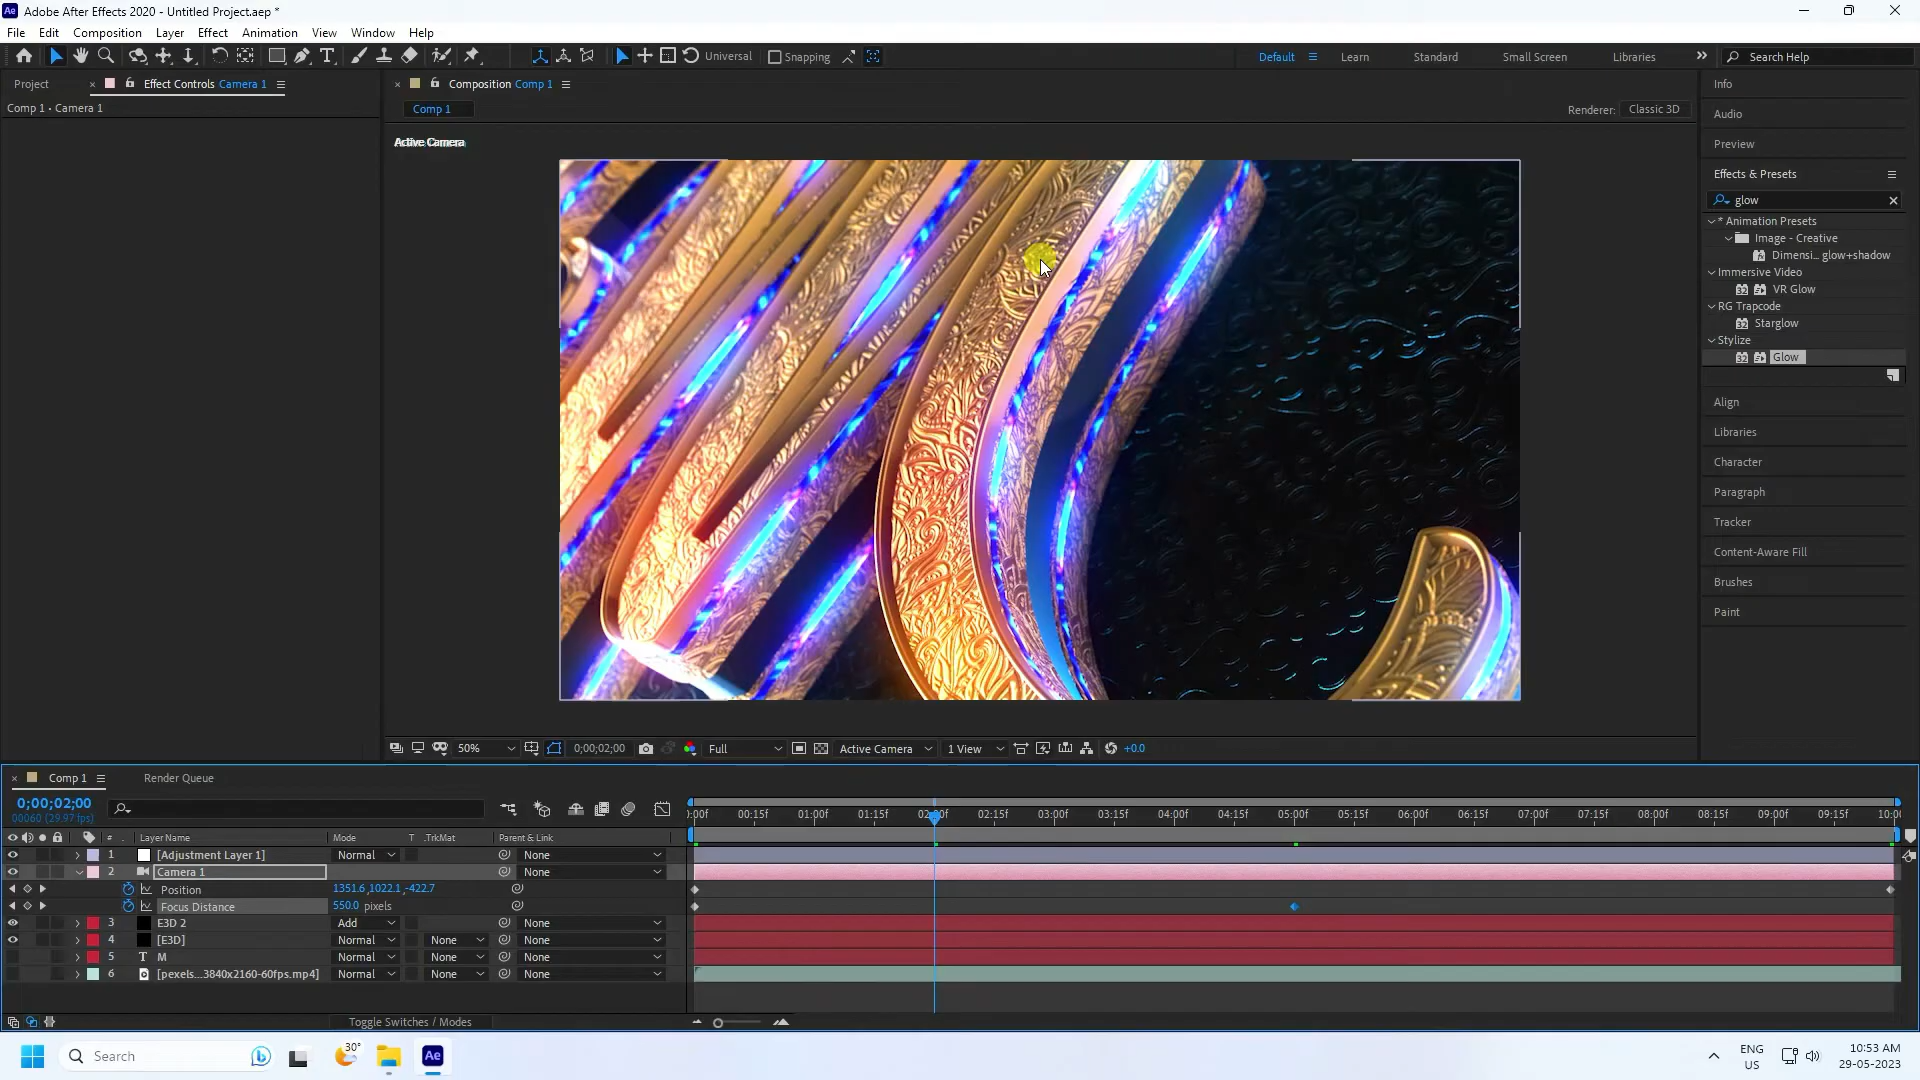 Adobe After Effects 2020 - Untitled Project.aep *
File Edit Composition Layer Effect Animation View Window Help
Universal Snapping Default Learn Standard Small Screen Libraries Search Help
Project Effect Controls Camera 1 Composition Comp 1 Info
Comp 1 • Camera 1
Comp 1 Renderer: Classic 3D
Audio
Active Camera
Preview
Effects & Presets
glow
* Animation Presets
Image - Creative
Dimensi... glow+shadow
Immersive Video
VR Glow
RG Trapcode
Starglow
Stylize
Glow
Align
Libraries
Character
Paragraph
Tracker
Content-Aware Fill
Brushes
Paint
50% 0;00;02;00 Full Active Camera 1 View +0.0
Comp 1 Render Queue
0;00;02;00
00060 (29.97 fps)
:00f 00:15f 01:00f 01:15f 02:00f 02:15f 03:00f 03:15f 04:00f 04:15f 05:00f 05:15f 06:00f 06:15f 07:00f 07:15f 08:00f 08:15f 09:00f 09:15f 10:00
# Layer Name Mode T .TrkMat Parent & Link
1 [Adjustment Layer 1] Normal None
2 Camera 1 None
Position 1351.6,1022.1,-422.7
Focus Distance 550.0 pixels
3 E3D 2 Add None
4 [E3D] Normal None None
5 T M Normal None None
6 [pexels...3840x2160-60fps.mp4] Normal None None
Toggle Switches / Modes
Search 30° Ae ENG US 10:53 AM 29-05-2023